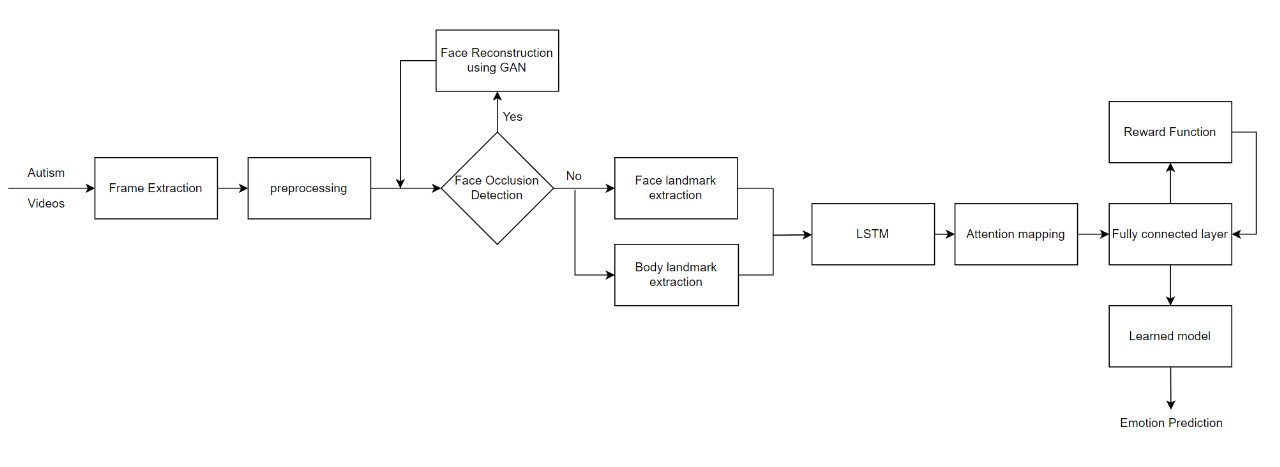 Autism
Videos
Frame Extraction
preprocessing
Face Reconstruction
using GAN
Yes
Face Occlusion
Detection
No
Face landmark
extraction
Body landmark
extraction
LSTM
Attention mapping
Reward Function
Fully connected layer
Learned model
Emotion Prediction